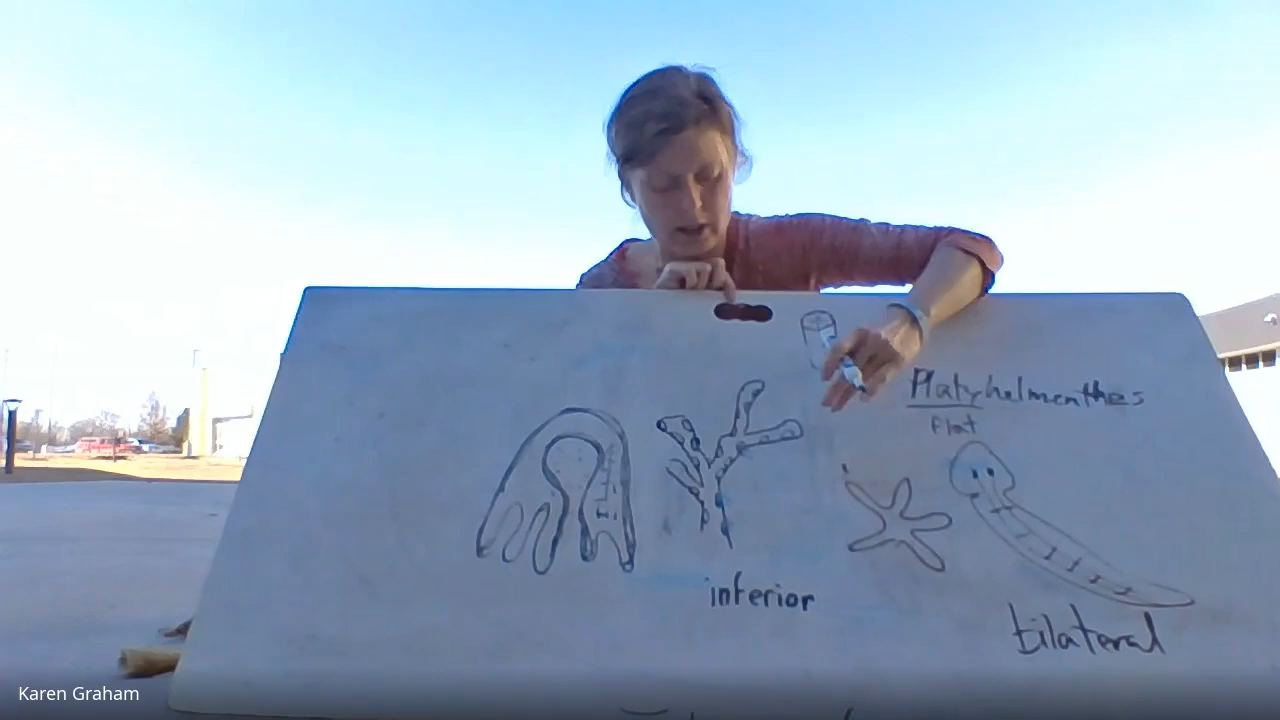 Platyhelmenthes
flat
inferior
bilateral
Karen Graham